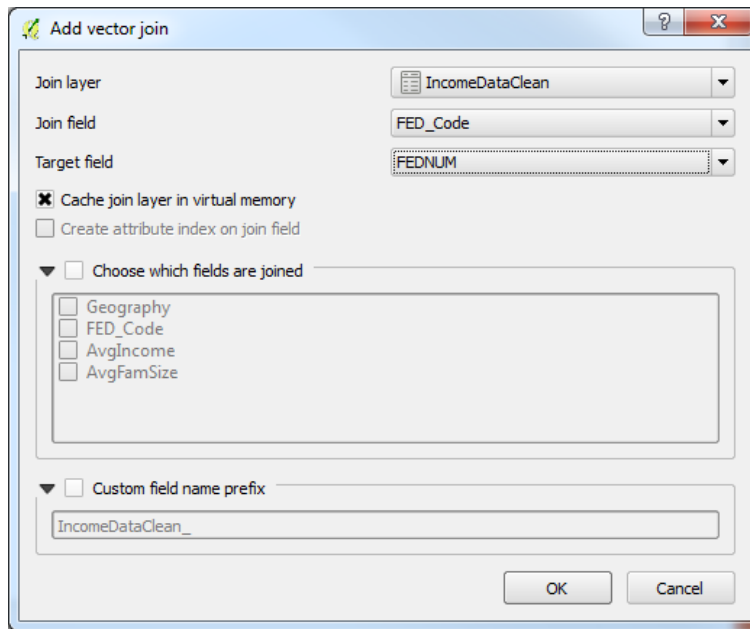 Add vector join
Join layer IncomeDataClean
Join field FED_Code
Target field FEDNUM
Cache join layer in virtual memory
Create attribute index on join field
Choose which fields are joined
Geography
FED_Code
AvgIncome
AvgFamSize
Custom field name prefix
IncomeDataClean_
OK Cancel